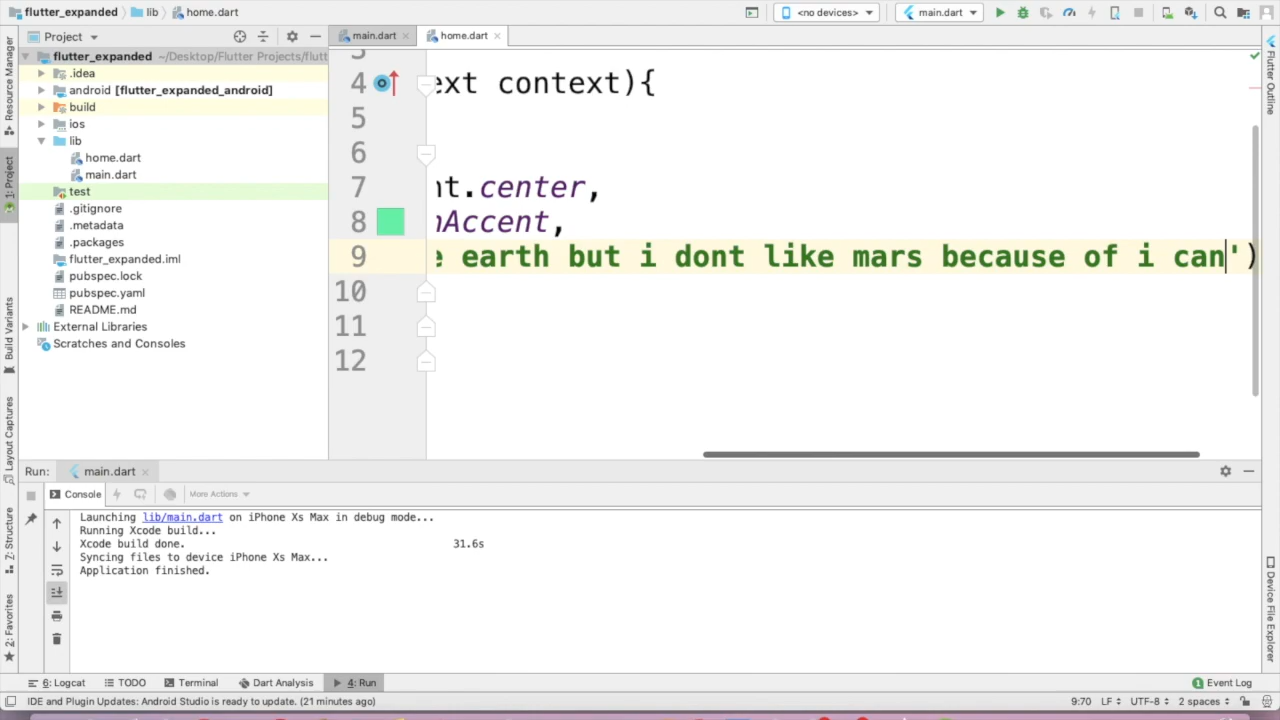 flutter_expanded lib home.dart <no devices> main.dart
Project main.dart home.dart
flutter_expanded ~/Desktop/Flutter Projects/flutt
.idea
android [flutter_expanded_android]
build
ios
lib
home.dart
main.dart
test
.gitignore
.metadata
.packages
flutter_expanded.iml
pubspec.lock
pubspec.yaml
README.md
External Libraries
Scratches and Consoles
Resource Manager
1: Project
Build Variants
Layout Captures
7: Structure
2: Favorites
3
4 ext context){
5
6
7 nt.center,
8 nAccent,
9 e earth but i dont like mars because of i can')
10
11
12
Flutter Outline
Device File Explorer
Run: main.dart
Console More Actions
Launching lib/main.dart on iPhone Xs Max in debug mode...
Running Xcode build...
Xcode build done. 31.6s
Syncing files to device iPhone Xs Max...
Application finished.
6: Logcat TODO Terminal Dart Analysis 4: Run 1 Event Log
IDE and Plugin Updates: Android Studio is ready to update. (21 minutes ago) 9:70 LF UTF-8 2 spaces